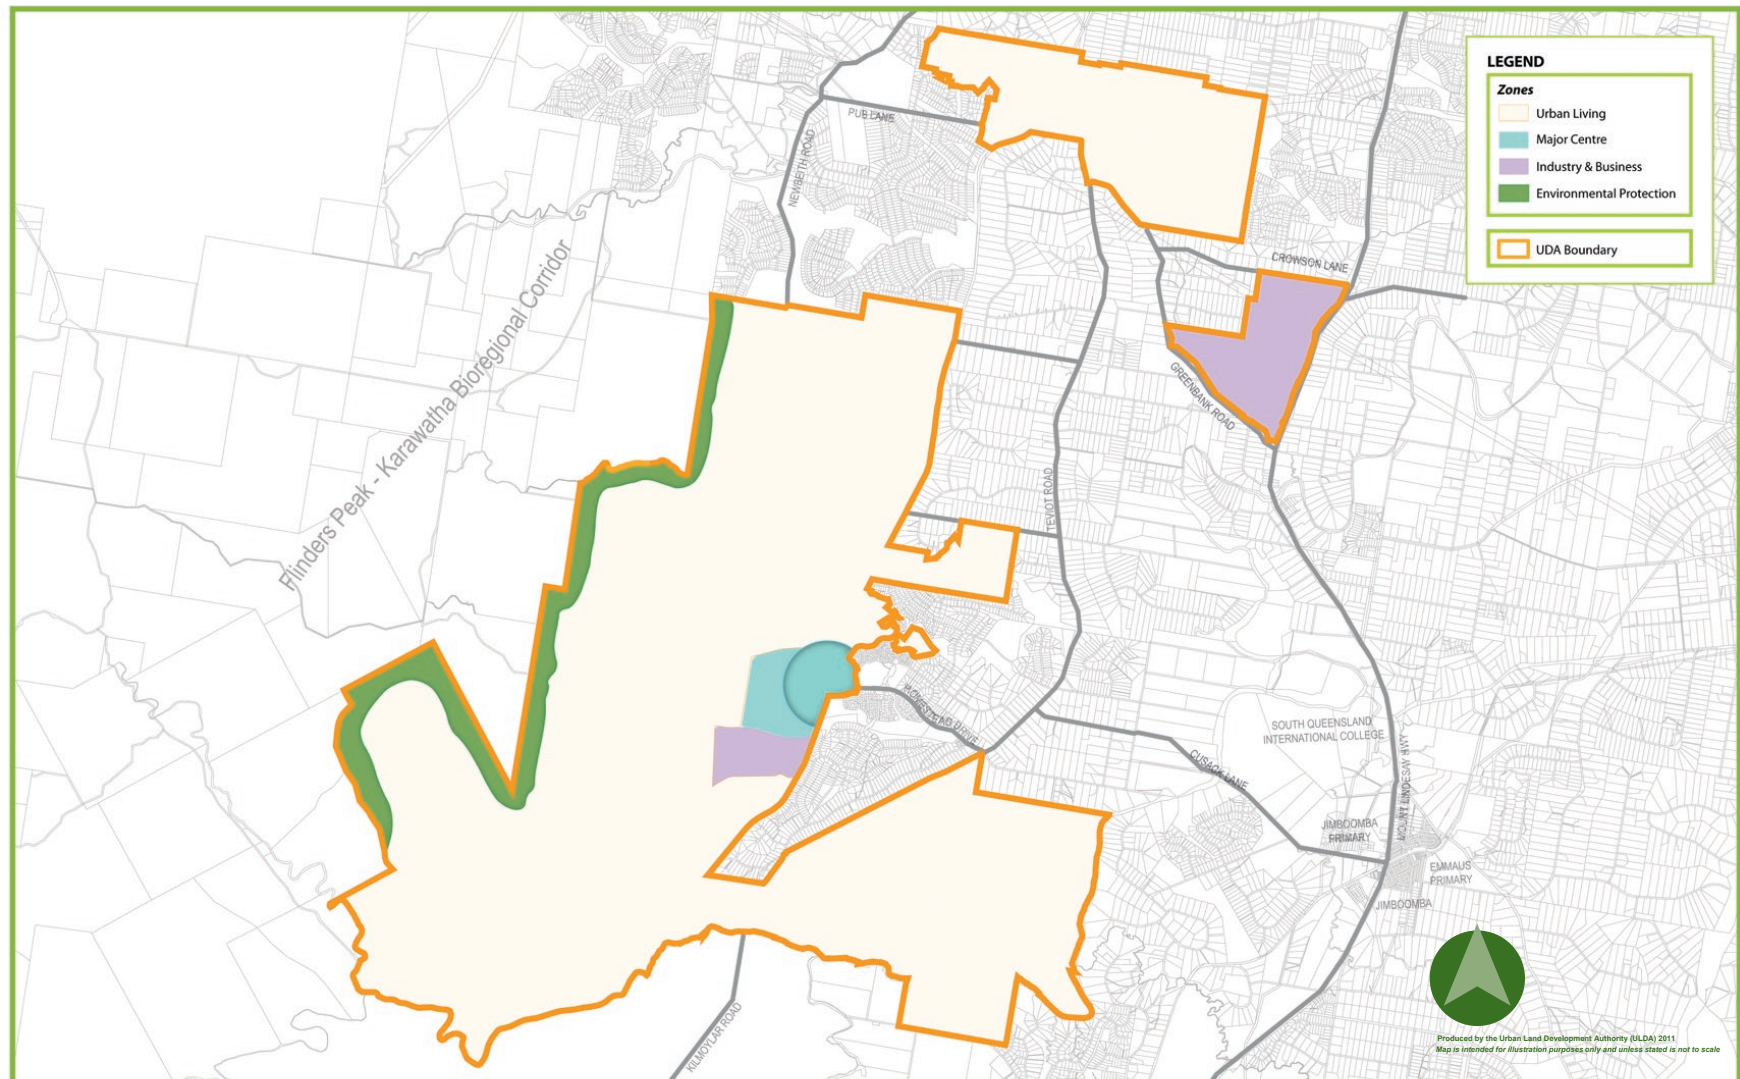 LEGEND
Zones
Urban Living
Major Centre
Industry & Business
Environmental Protection
UDA Boundary
PUB LANE
NEWBEITH ROAD
CROWSON LANE
Flinders Peak - Karawatha Bioregional Corridor
GREENBANK ROAD
TEVIOT ROAD
HOMESTEAD DRIVE
SOUTH QUEENSLAND
INTERNATIONAL COLLEGE
CUSACK LANE
MOUNT LINDESAY HWY
JIMBOOMBA
PRIMARY
EMMAUS
PRIMARY
JIMBOOMBA
KILMOYLAR ROAD
Produced by the Urban Land Development Authority (ULDA) 2011
Map is intended for illustration purposes only and unless stated is not to scale